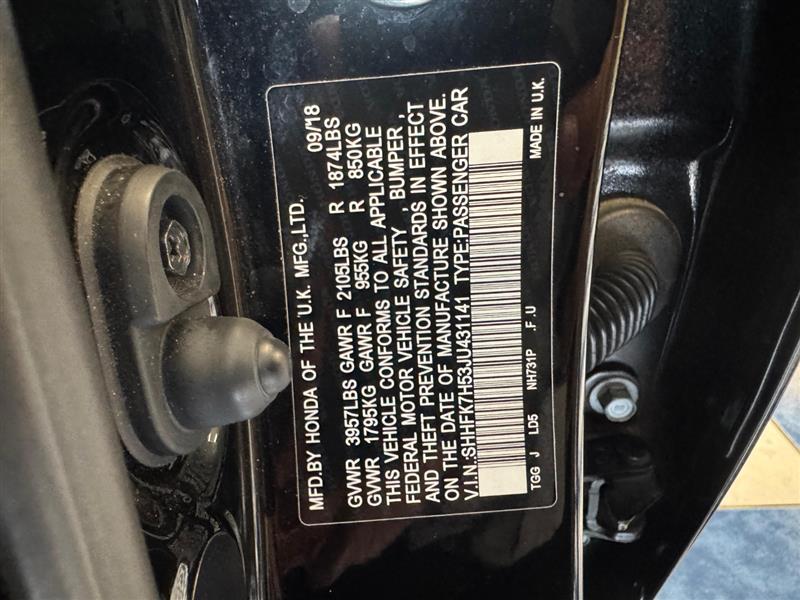 MFD.BY HONDA OF THE U.K. MFG.,LTD. 09/18
GVWR 3957LBS GAWR F 2105LBS R 1874LBS
GVWR 1795KG GAWR F 955KG R 850KG
THIS VEHICLE CONFORMS TO ALL APPLICABLE
FEDERAL MOTOR VEHICLE SAFETY , BUMPER ,
AND THEFT PREVENTION STANDARDS IN EFFECT
ON THE DATE OF MANUFACTURE SHOWN ABOVE.
V.I.N.:SHHFK7H53JU431141 TYPE:PASSENGER CAR
TGG J LD5 NH731P .F .U MADE IN U.K.